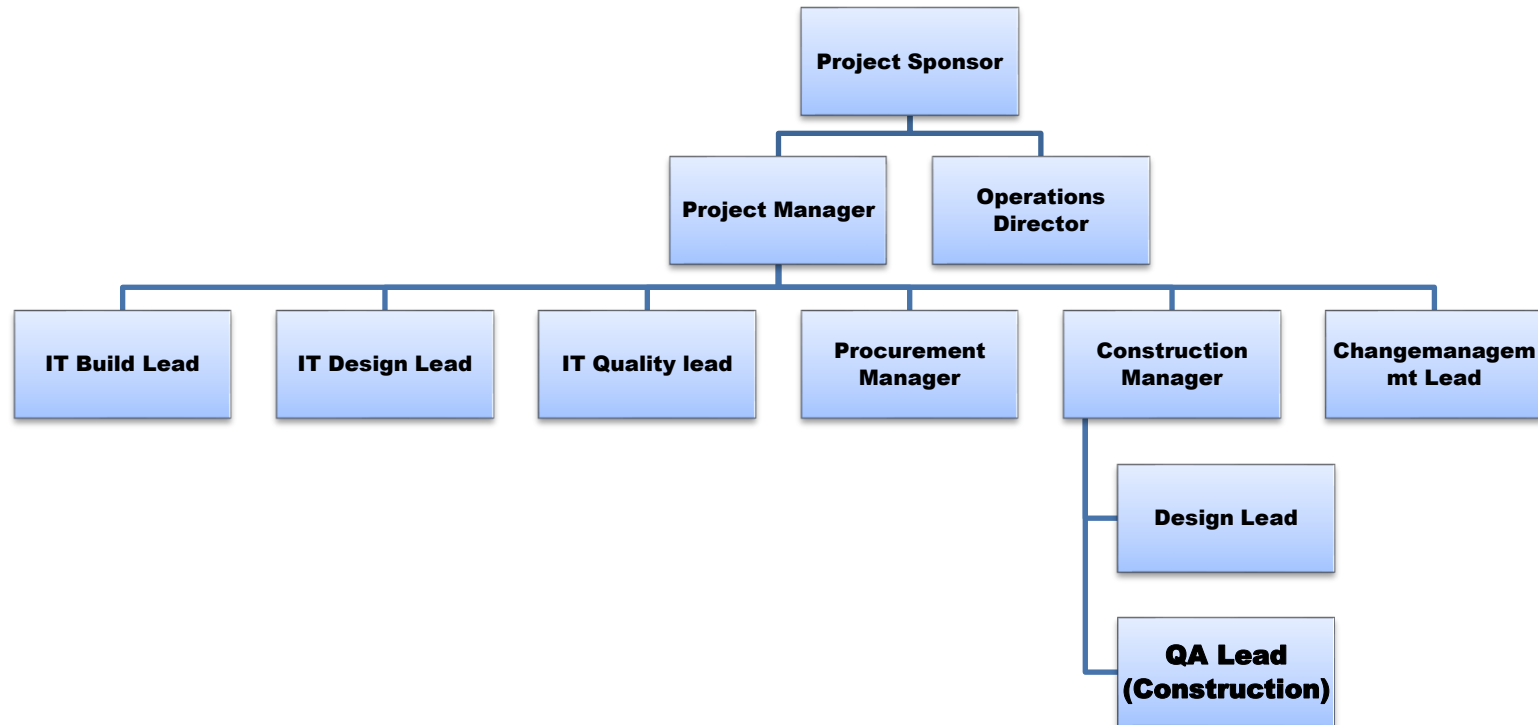 Project Sponsor
Project Manager
Operations
Director
IT Build Lead
IT Design Lead
IT Quality lead
Procurement
Manager
Construction
Manager
Changemanagem
mt Lead
Design Lead
QA Lead
(Construction)